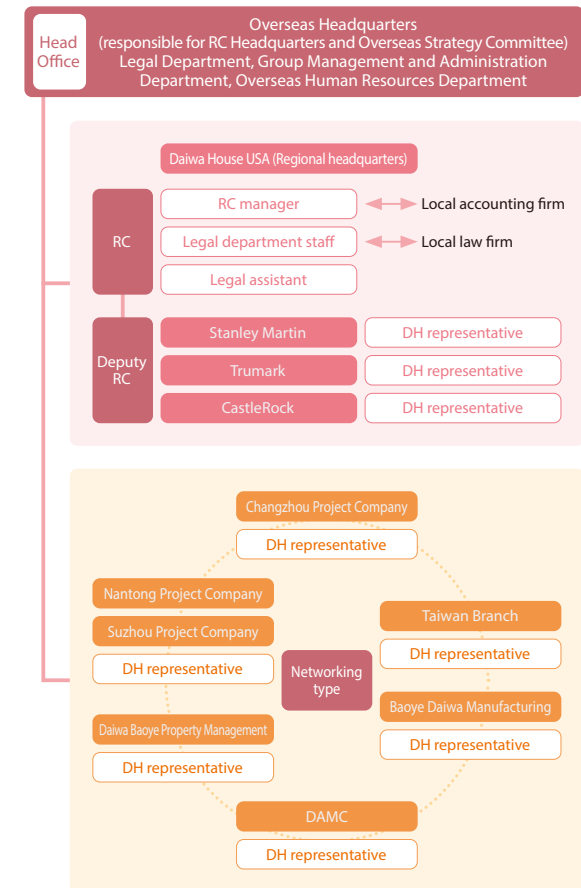 Head
Office
Overseas Headquarters
(responsible for RC Headquarters and Overseas Strategy Committee)
Legal Department, Group Management and Administration
Department, Overseas Human Resources Department
Daiwa House USA (Regional headquarters)
RC
RC manager
Local accounting firm
Legal department staff
Local law firm
Legal assistant
Deputy
RC
Stanley Martin
DH representative
Trumark
DH representative
CastleRock
DH representative
Changzhou Project Company
DH representative
Nantong Project Company
Suzhou Project Company
DH representative
Taiwan Branch
DH representative
Networking
type
Daiwa Baoye Property Management
DH representative
Baoye Daiwa Manufacturing
DH representative
DAMC
DH representative